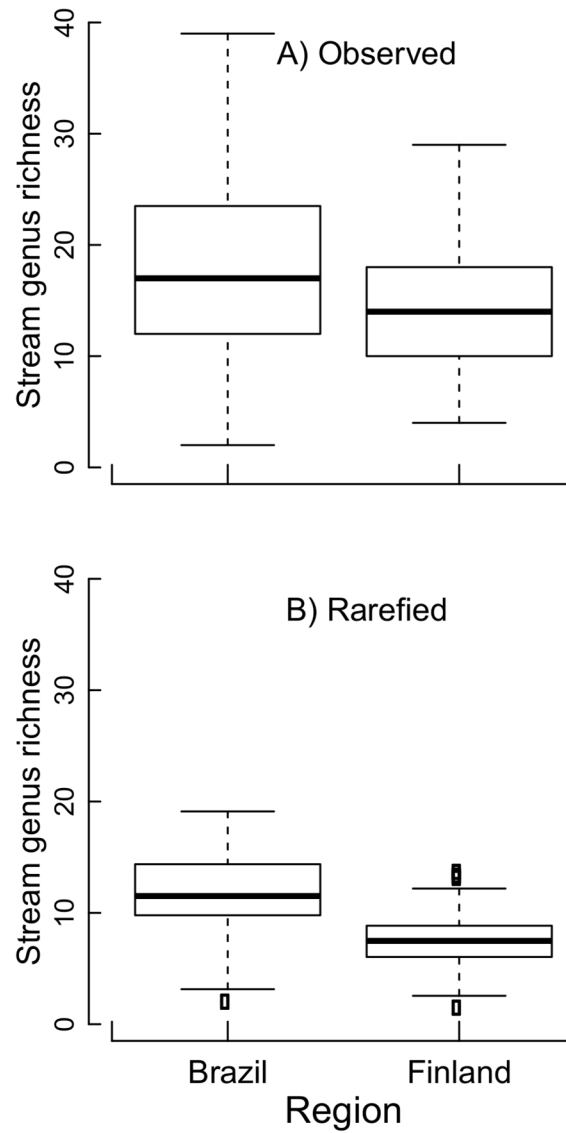 A) Observed
Stream genus richness
40
30
20
10
0
B) Rarefied
Stream genus richness
40
30
20
10
0
Brazil Finland
Region